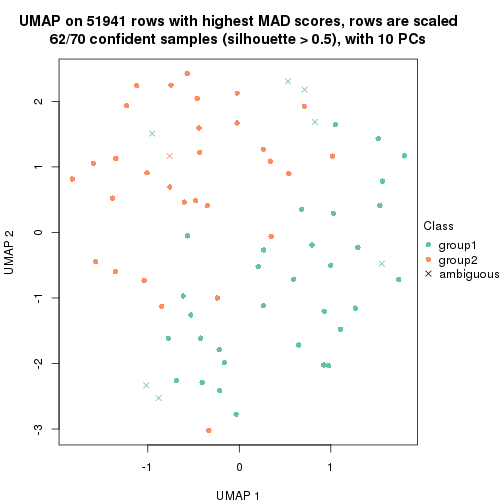 UMAP on 51941 rows with highest MAD scores, rows are scaled
62/70 confident samples (silhouette > 0.5), with 10 PCs
2
1
0
-1
-2
-3
UMAP 2
-1
0
1
UMAP 1
Class
group1
group2
ambiguous